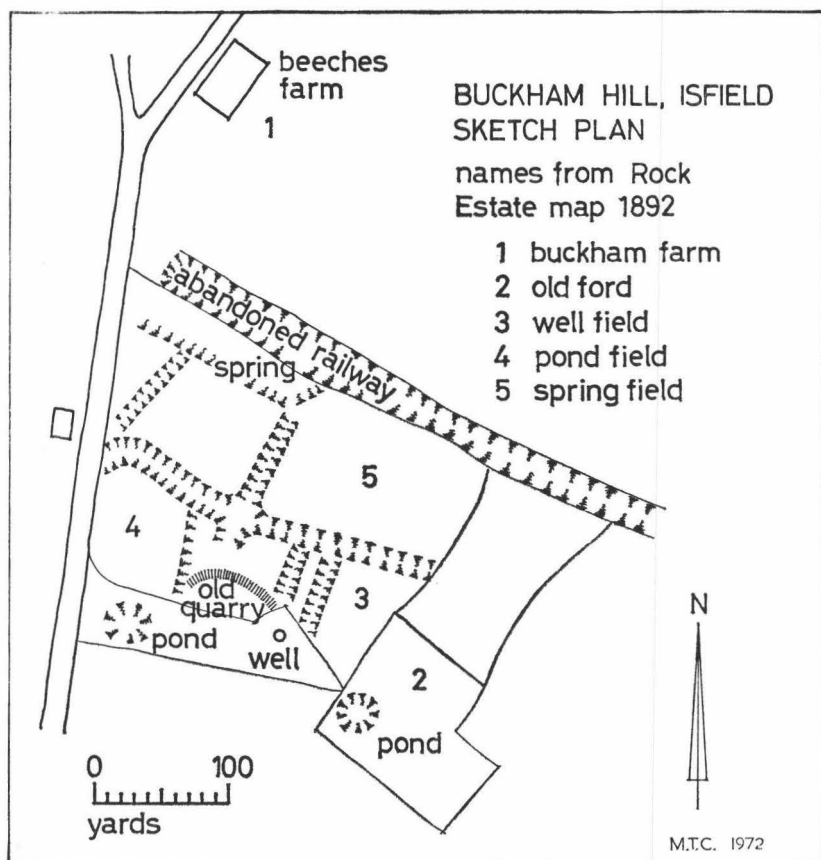 beeches
farm
1
BUCKHAM HILL, ISFIELD
SKETCH PLAN
names from Rock
Estate map 1892
1 buckham farm
2 old ford
3 well field
4 pond field
5 spring field
abandoned railway
spring
5
4
old
quarry
3
pond
well
2
pond
N
0 100
yards
M.T.C. 1972